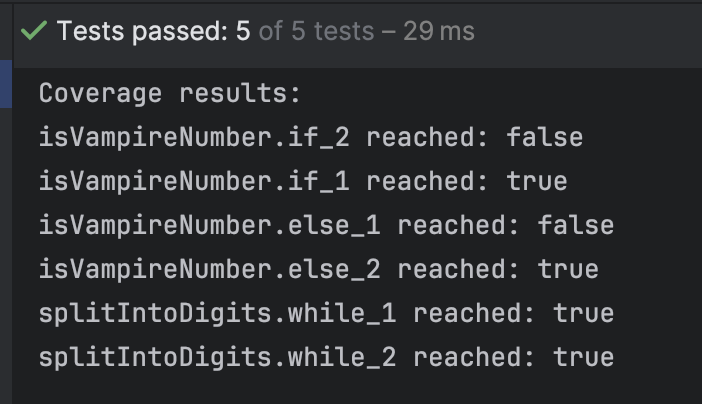 Tests passed: 5 of 5 tests – 29 ms
Coverage results:
isVampireNumber.if_2 reached: false
isVampireNumber.if_1 reached: true
isVampireNumber.else_1 reached: false
isVampireNumber.else_2 reached: true
splitIntoDigits.while_1 reached: true
splitIntoDigits.while_2 reached: true